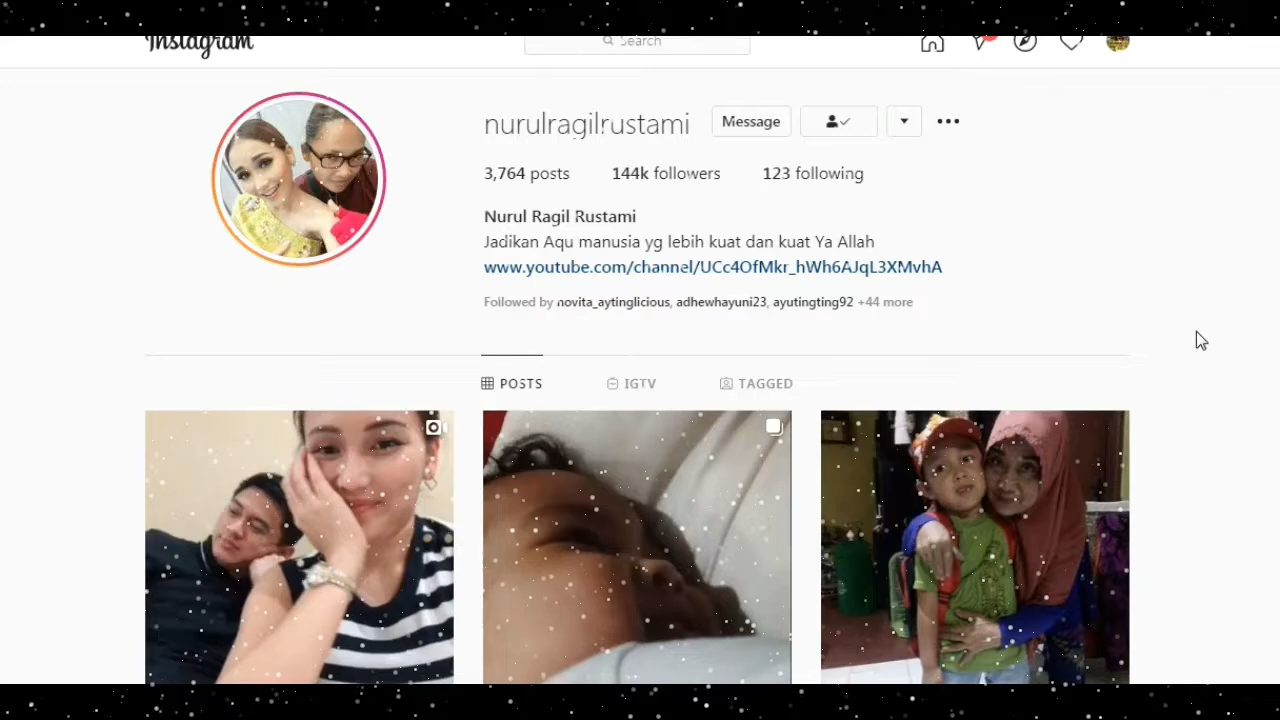 Instagram
Search
nurulragilrustami
Message
3,764 posts 144k followers 123 following
Nurul Ragil Rustami
Jadikan Aqu manusia yg lebih kuat dan kuat Ya Allah
www.youtube.com/channel/UCc4OfMkr_hWh6AJqL3XMvhA
Followed by novita_aytinglicious, adhewhayuni23, ayutingting92 +44 more
POSTS IGTV TAGGED